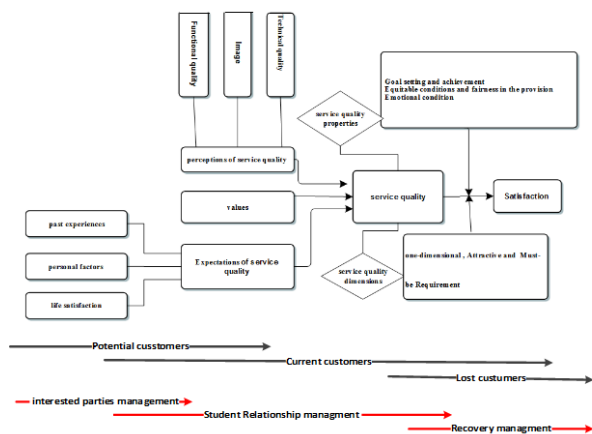 Functional quality
Image
Technical quality
Goal setting and achievement
Equitable conditions and fairness in the provision
Emotional condition
service quality
properties
perceptions of service quality
service quality
Satisfaction
values
past experiences
Expectations of service
quality
one-dimensional , Attractive and Must-
be Requirement
personal factors
service quality
dimensions
life satisfaction
Potential cusstomers
Current customers
Lost custumers
interested parties management
Student Relationship managment
Recovery managment